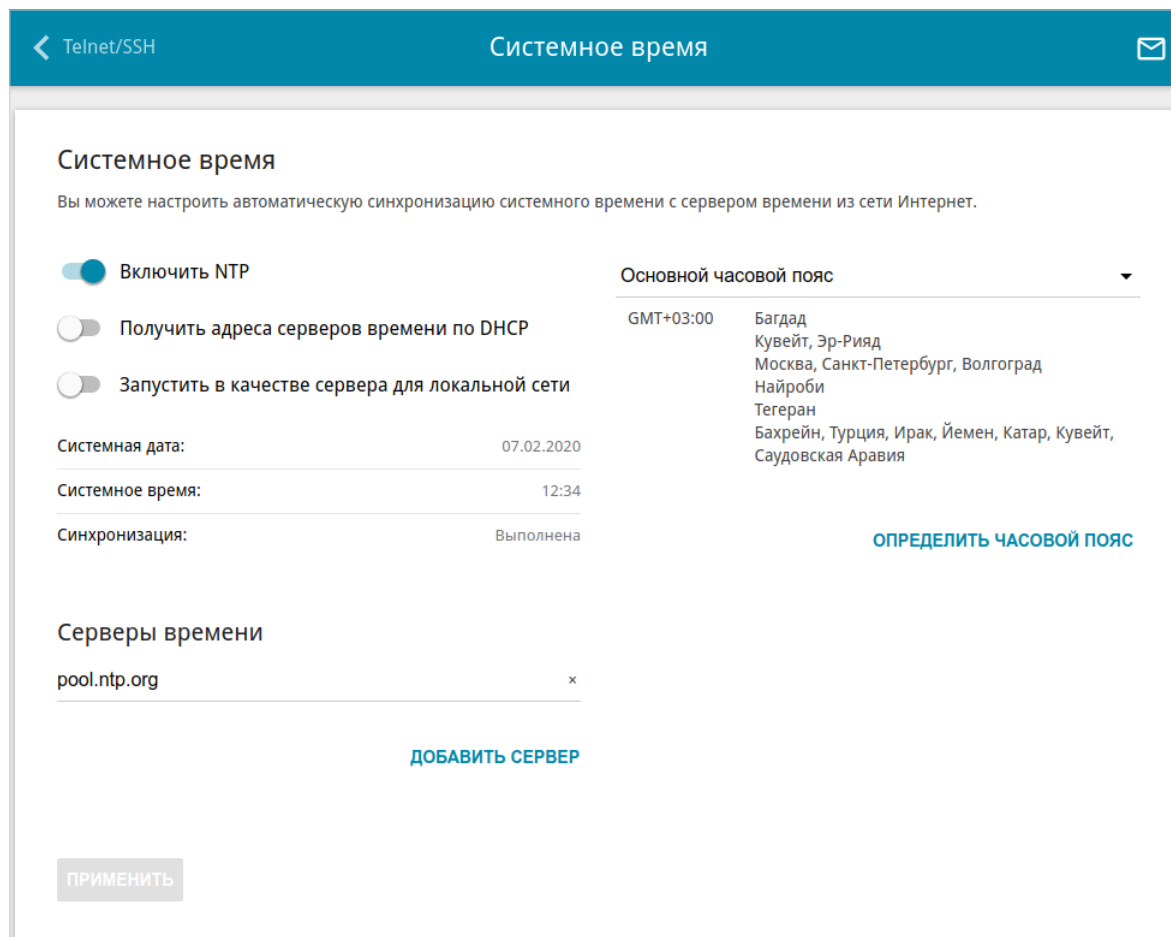 Telnet/SSH
Системное время
Системное время
Вы можете настроить автоматическую синхронизацию системного времени с сервером времени из сети Интернет.
Включить NTP
Получить адреса серверов времени по DHCP
Запустить в качестве сервера для локальной сети
Системная дата: 07.02.2020
Системное время: 12:34
Синхронизация: Выполнена
Основной часовой пояс
GMT+03:00 Багдад
Кувейт, Эр-Рияд
Москва, Санкт-Петербург, Волгоград
Найроби
Тегеран
Бахрейн, Турция, Ирак, Йемен, Катар, Кувейт,
Саудовская Аравия
ОПРЕДЕЛИТЬ ЧАСОВОЙ ПОЯС
Серверы времени
pool.ntp.org ×
ДОБАВИТЬ СЕРВЕР
ПРИМЕНИТЬ